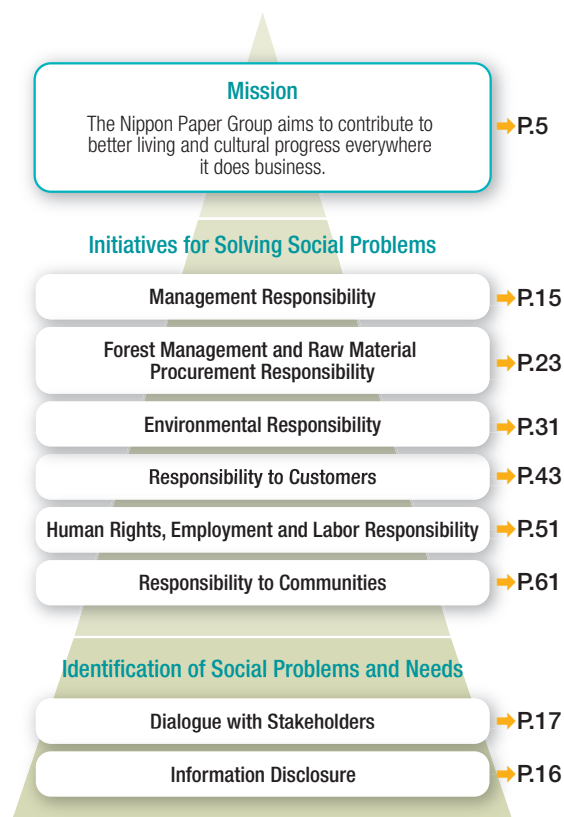 Mission
The Nippon Paper Group aims to contribute to
better living and cultural progress everywhere
it does business.
➡P.5
Initiatives for Solving Social Problems
Management Responsibility ➡P.15
Forest Management and Raw Material
Procurement Responsibility ➡P.23
Environmental Responsibility ➡P.31
Responsibility to Customers ➡P.43
Human Rights, Employment and Labor Responsibility ➡P.51
Responsibility to Communities ➡P.61
Identification of Social Problems and Needs
Dialogue with Stakeholders ➡P.17
Information Disclosure ➡P.16